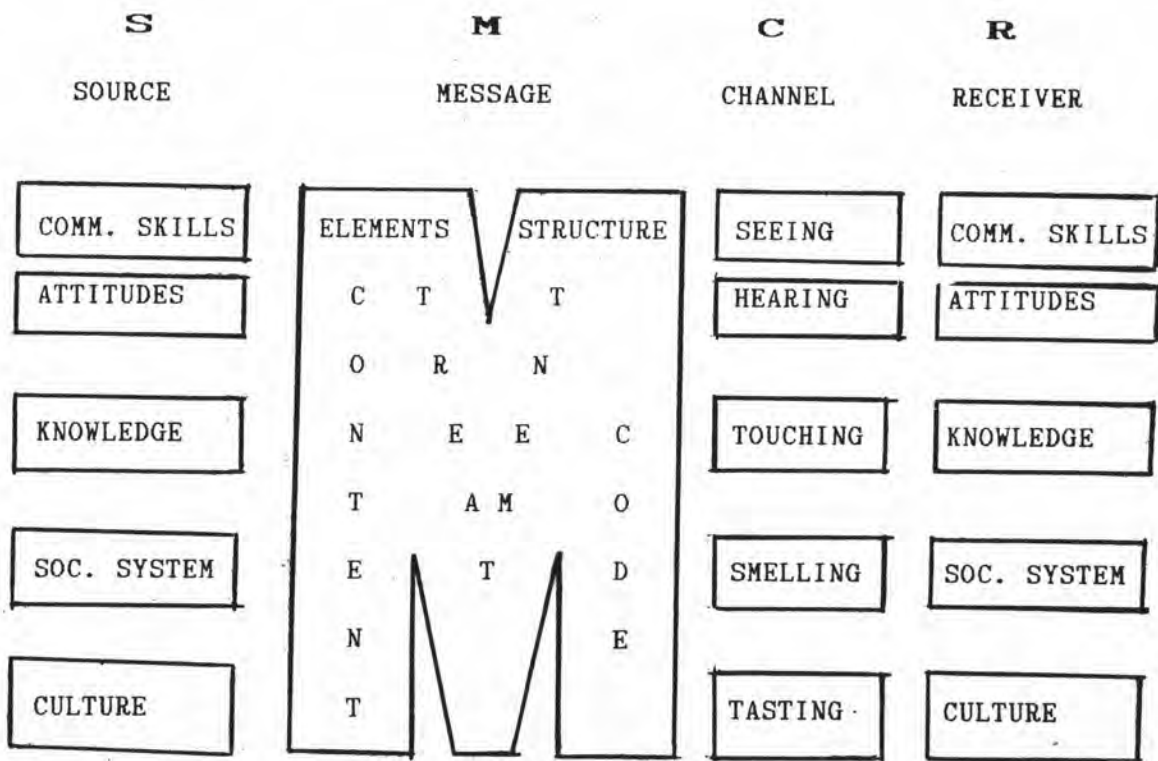 S M C R
SOURCE MESSAGE CHANNEL RECEIVER
COMM. SKILLS ELEMENTS STRUCTURE SEEING COMM. SKILLS
ATTITUDES C T T HEARING ATTITUDES
O R N
KNOWLEDGE N E E C TOUCHING KNOWLEDGE
T A M O
SOC. SYSTEM E T D SMELLING SOC. SYSTEM
N E
CULTURE T TASTING CULTURE